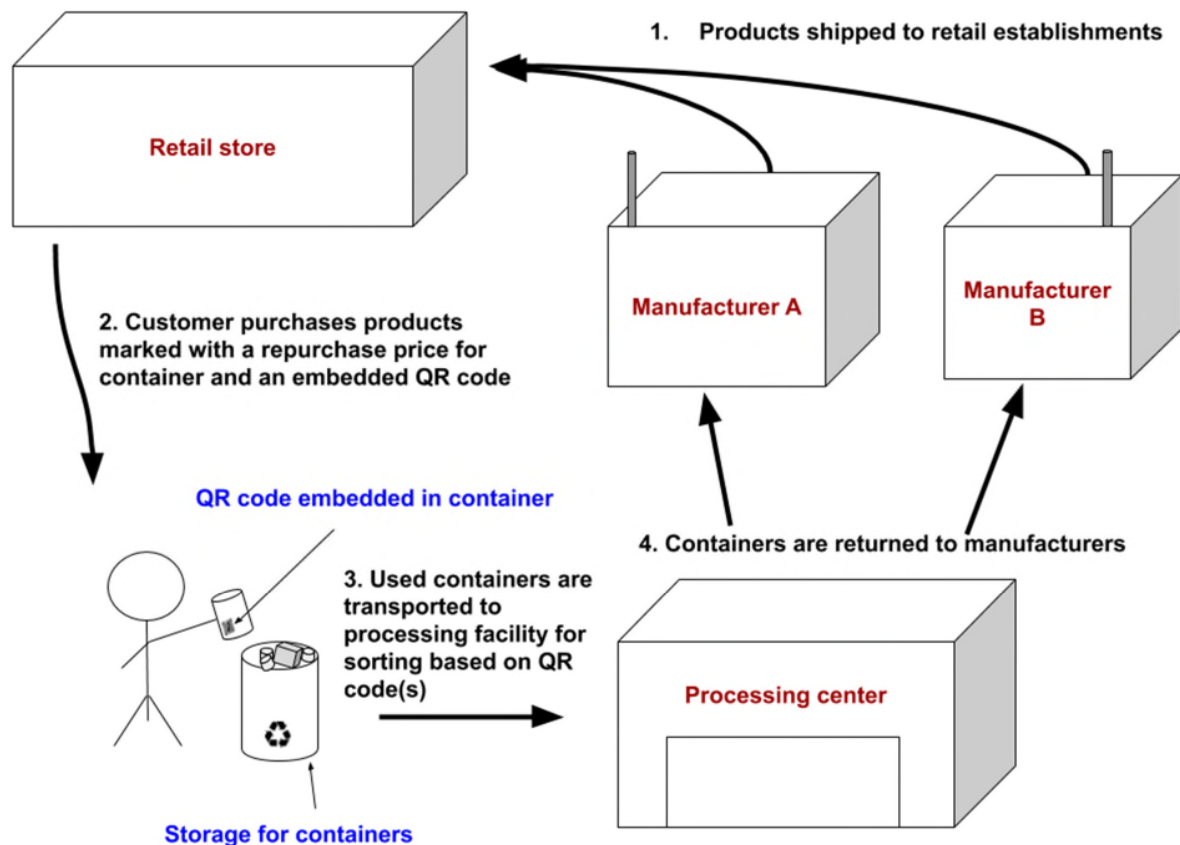 1. Products shipped to retail establishments
Retail store
Manufacturer A
Manufacturer
B
2. Customer purchases products
marked with a repurchase price for
container and an embedded QR code
QR code embedded in container
3. Used containers are
transported to
processing facility for
sorting based on QR
code(s)
4. Containers are returned to manufacturers
Processing center
Storage for containers